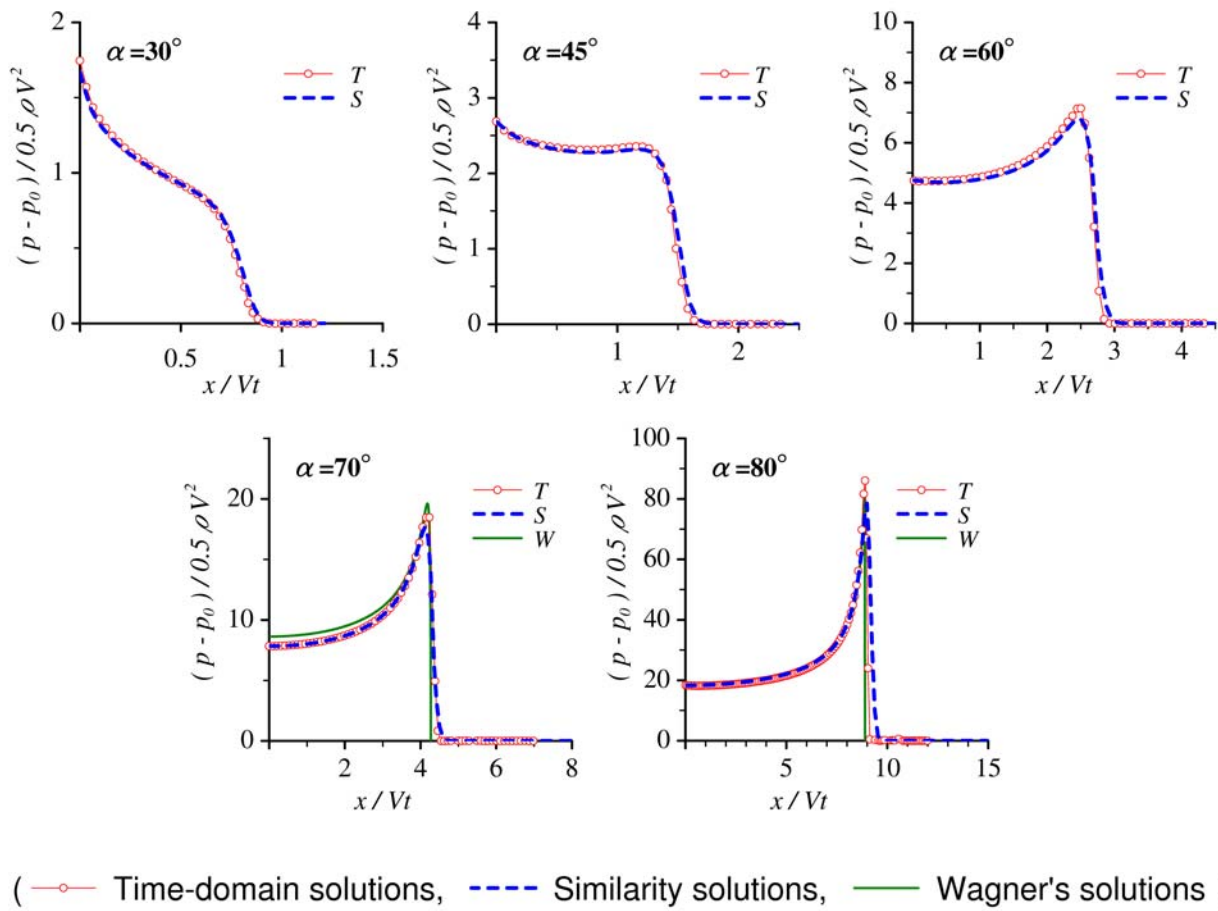 α=30°
T
S
(p - p₀) / 0.5 ρV²
2
1
0
0.5 1 1.5
x / Vt
α=45°
T
S
(p - p₀) / 0.5 ρV²
4
3
2
1
0
1 2
x / Vt
α=60°
T
S
(p - p₀) / 0.5 ρV²
10
8
6
4
2
0
1 2 3 4
x / Vt
α=70°
T
S
W
(p - p₀) / 0.5 ρV²
20
10
0
2 4 6 8
x / Vt
α=80°
T
S
W
(p - p₀) / 0.5 ρV²
100
80
60
40
20
0
5 10 15
x / Vt
( Time-domain solutions, Similarity solutions, Wagner's solutions